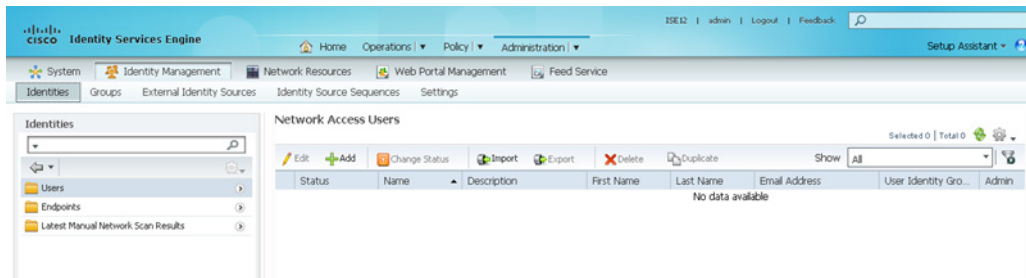 ISE12 | admin | Logout | Feedback
cisco Identity Services Engine
Home Operations | Policy | Administration | Setup Assistant
System Identity Management Network Resources Web Portal Management Feed Service
Identities Groups External Identity Sources Identity Source Sequences Settings
Identities
Users
Endpoints
Latest Manual Network Scan Results
Network Access Users
Selected 0 | Total 0
Edit Add Change Status Import Export Delete Duplicate Show All
Status Name Description First Name Last Name Email Address User Identity Gro... Admin
No data available